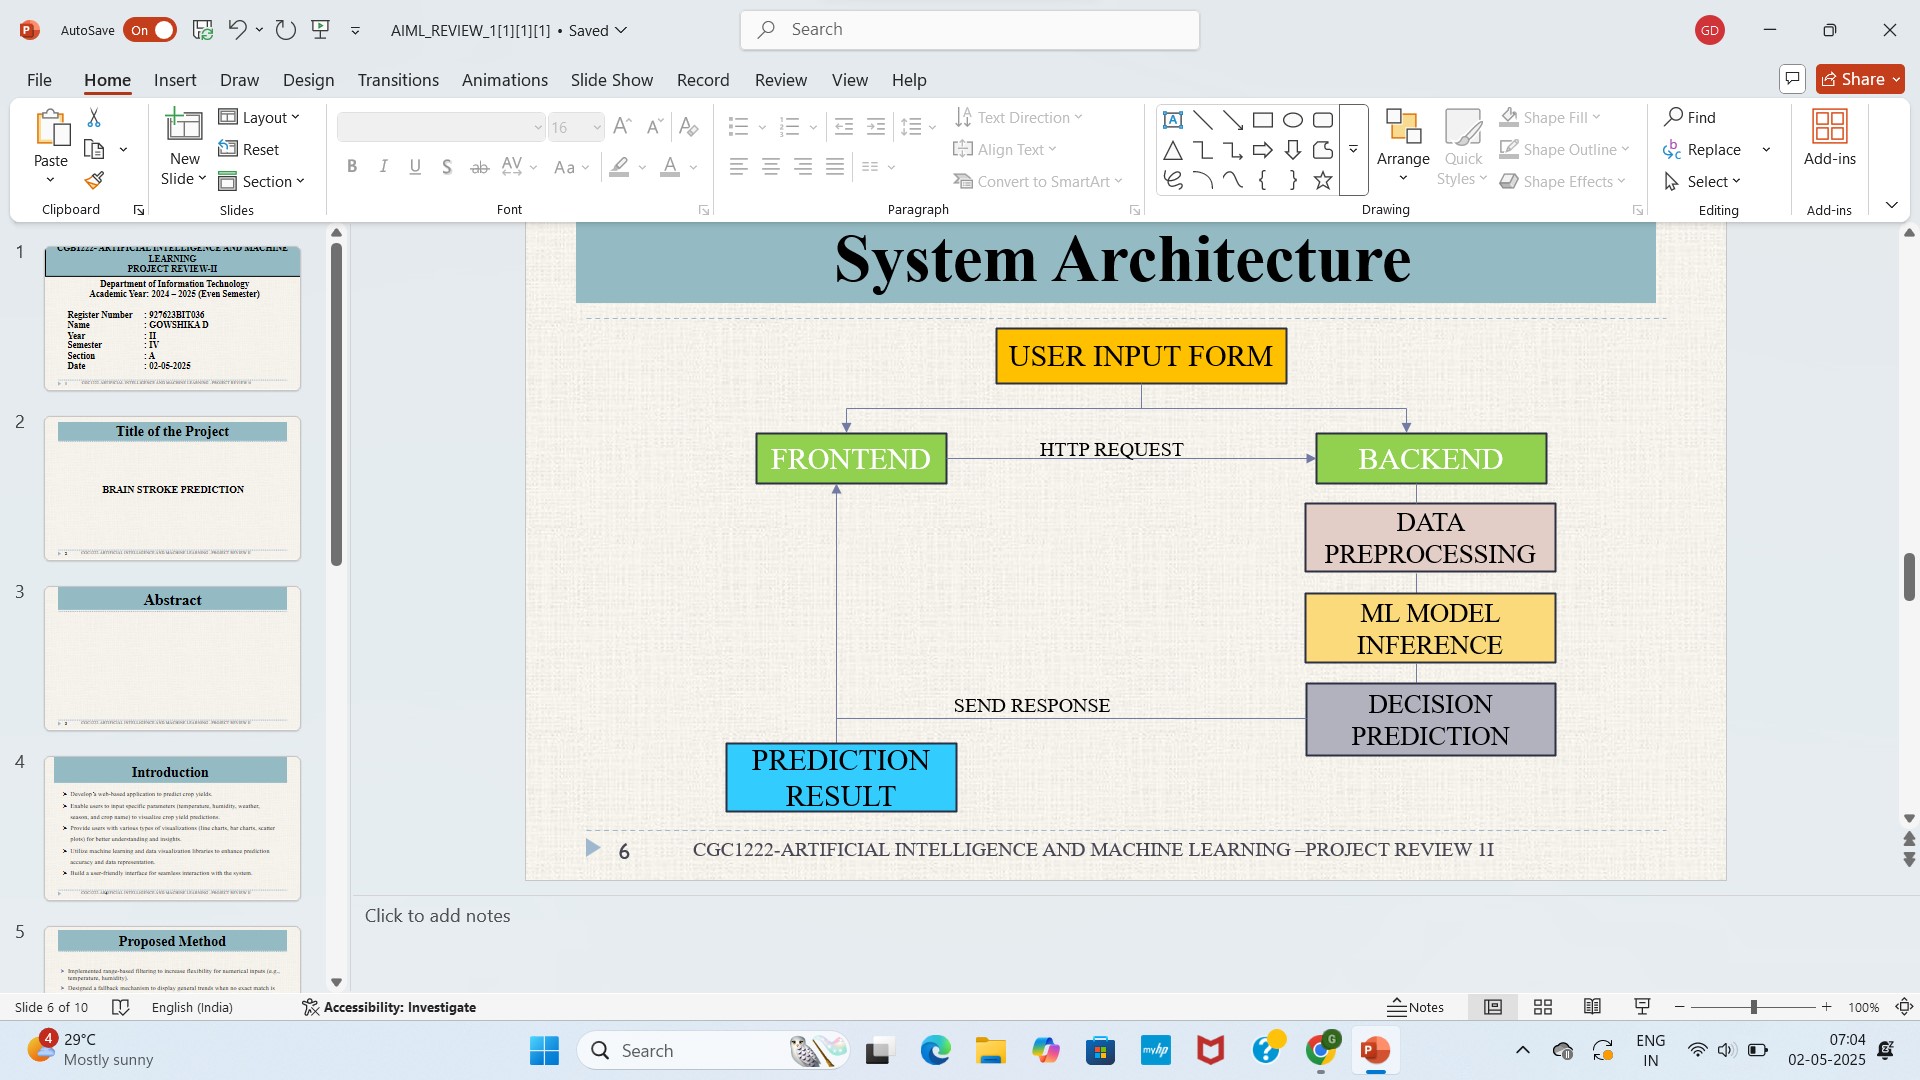 AutoSave On AIML_REVIEW_1[1][1][1] • Saved Search GD
File Home Insert Draw Design Transitions Animations Slide Show Record Review View Help Share
Paste New Slide Layout Reset Section
16 Text Direction Align Text Convert to SmartArt
B I U S ab AV Aa A
Arrange Quick Styles Shape Fill Shape Outline Shape Effects
Find Replace Select Add-ins
Clipboard Slides Font Paragraph Drawing Editing Add-ins
1
CGB1222- ARTIFICIAL INTELLIGENCE AND MACHINE
LEARNING
PROJECT REVIEW-II
Department of Information Technology
Academic Year: 2024 – 2025 (Even Semester)
Register Number : 927623BIT036
Name : GOWSHIKA D
Year : II
Semester : IV
Section : A
Date : 02-05-2025
2
Title of the Project
BRAIN STROKE PREDICTION
3
Abstract
4
Introduction
➤ Develop's web-based application to predict crop yields.
➤ Enable users to input specific parameters (temperature, humidity, weather,
season, and crop name) to visualize crop yield predictions.
➤ Provide users with various types of visualizations (line charts, bar charts, scatter
plots) for better understanding and insights.
➤ Utilize machine learning and data visualization libraries to enhance prediction
accuracy and data representation.
➤ Build a user-friendly interface for seamless interaction with the system.
5
Proposed Method
➤ Implemented range-based filtering to increase flexibility for numerical inputs (e.g.,
temperature, humidity).
➤ Designed a fallback mechanism to display general trends when no exact match is
System Architecture
USER INPUT FORM
FRONTEND
HTTP REQUEST
BACKEND
DATA
PREPROCESSING
ML MODEL
INFERENCE
DECISION
PREDICTION
SEND RESPONSE
PREDICTION
RESULT
6 CGC1222-ARTIFICIAL INTELLIGENCE AND MACHINE LEARNING –PROJECT REVIEW 1I
Click to add notes
Slide 6 of 10 English (India) Accessibility: Investigate Notes 100%
4 29°C
Mostly sunny
Search
myhp
ENG
IN
07:04
02-05-2025